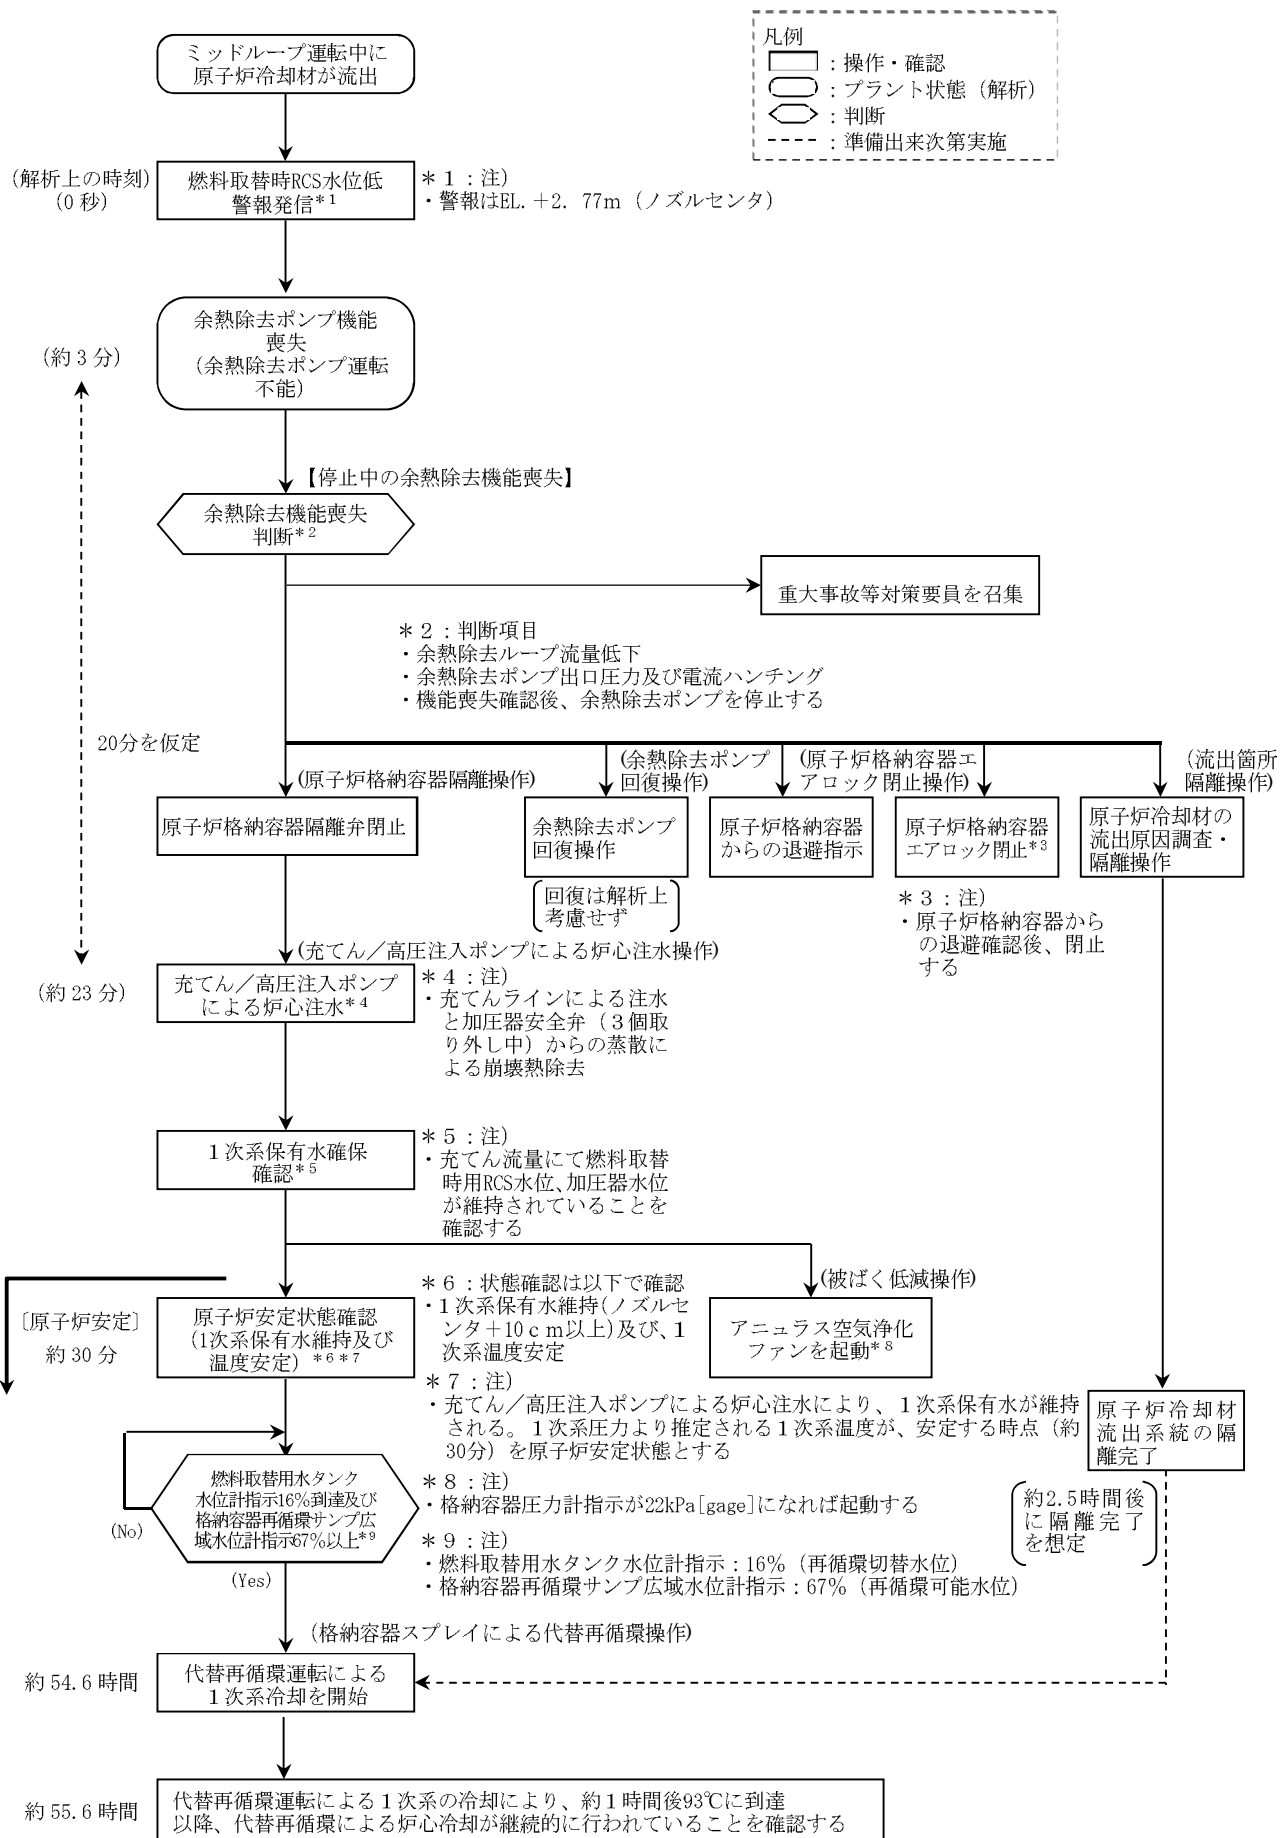 凡例
：操作・確認
：プラント状態（解析）
：判断
：準備出来次第実施
ミッドループ運転中に
原子炉冷却材が流出
(解析上の時刻)
(0 秒)
燃料取替時RCS水位低
警報発信*1
＊１：注)
・警報はEL.＋2. 77m（ノズルセンタ）
余熱除去ポンプ機能
喪失
（余熱除去ポンプ運転
不能）
(約 3 分)
【停止中の余熱除去機能喪失】
余熱除去機能喪失
判断*2
重大事故等対策要員を召集
＊２：判断項目
・余熱除去ループ流量低下
・余熱除去ポンプ出口圧力及び電流ハンチング
・機能喪失確認後、余熱除去ポンプを停止する
20分を仮定
(原子炉格納容器隔離操作)
(余熱除去ポンプ
回復操作)
(原子炉格納容器エ
アロック閉止操作)
(流出箇所
隔離操作)
原子炉格納容器隔離弁閉止
余熱除去ポンプ
回復操作
原子炉格納容器
からの退避指示
原子炉格納容器
エアロック閉止*3
原子炉冷却材の
流出原因調査・
隔離操作
回復は解析上
考慮せず
＊３：注)
・原子炉格納容器から
の退避確認後、閉止
する
(充てん／高圧注入ポンプによる炉心注水操作)
(約 23 分)
充てん／高圧注入ポンプ
による炉心注水*4
＊４：注)
・充てんラインによる注水
と加圧器安全弁（３個取
り外し中）からの蒸散に
よる崩壊熱除去
１次系保有水確保
確認*5
＊５：注)
・充てん流量にて燃料取替
時用RCS水位、加圧器水位
が維持されていることを
確認する
〔原子炉安定〕
約 30 分
原子炉安定状態確認
（1次系保有水維持及び
温度安定）*6*7
＊６：状態確認は以下で確認
・１次系保有水維持(ノズルセ
ンタ＋10ｃｍ以上)及び、１
次系温度安定
(被ばく低減操作)
アニュラス空気浄化
ファンを起動*8
＊７：注)
・充てん／高圧注入ポンプによる炉心注水により、１次系保有水が維持
される。１次系圧力より推定される１次系温度が、安定する時点（約
30分）を原子炉安定状態とする
原子炉冷却材
流出系統の隔
離完了
燃料取替用水タンク
水位計指示16％到達及び
格納容器再循環サンプ広
域水位計指示67％以上*9
(No)
(Yes)
＊８：注)
・格納容器圧力計指示が22kPa[gage]になれば起動する
＊９：注)
・燃料取替用水タンク水位計指示：16％（再循環切替水位）
・格納容器再循環サンプ広域水位計指示：67％（再循環可能水位）
約2.5時間後
に隔離完了
を想定
(格納容器スプレイによる代替再循環操作)
約 54.6 時間
代替再循環運転による
１次系冷却を開始
約 55.6 時間
代替再循環運転による１次系の冷却により、約１時間後93℃に到達
以降、代替再循環による炉心冷却が継続的に行われていることを確認する